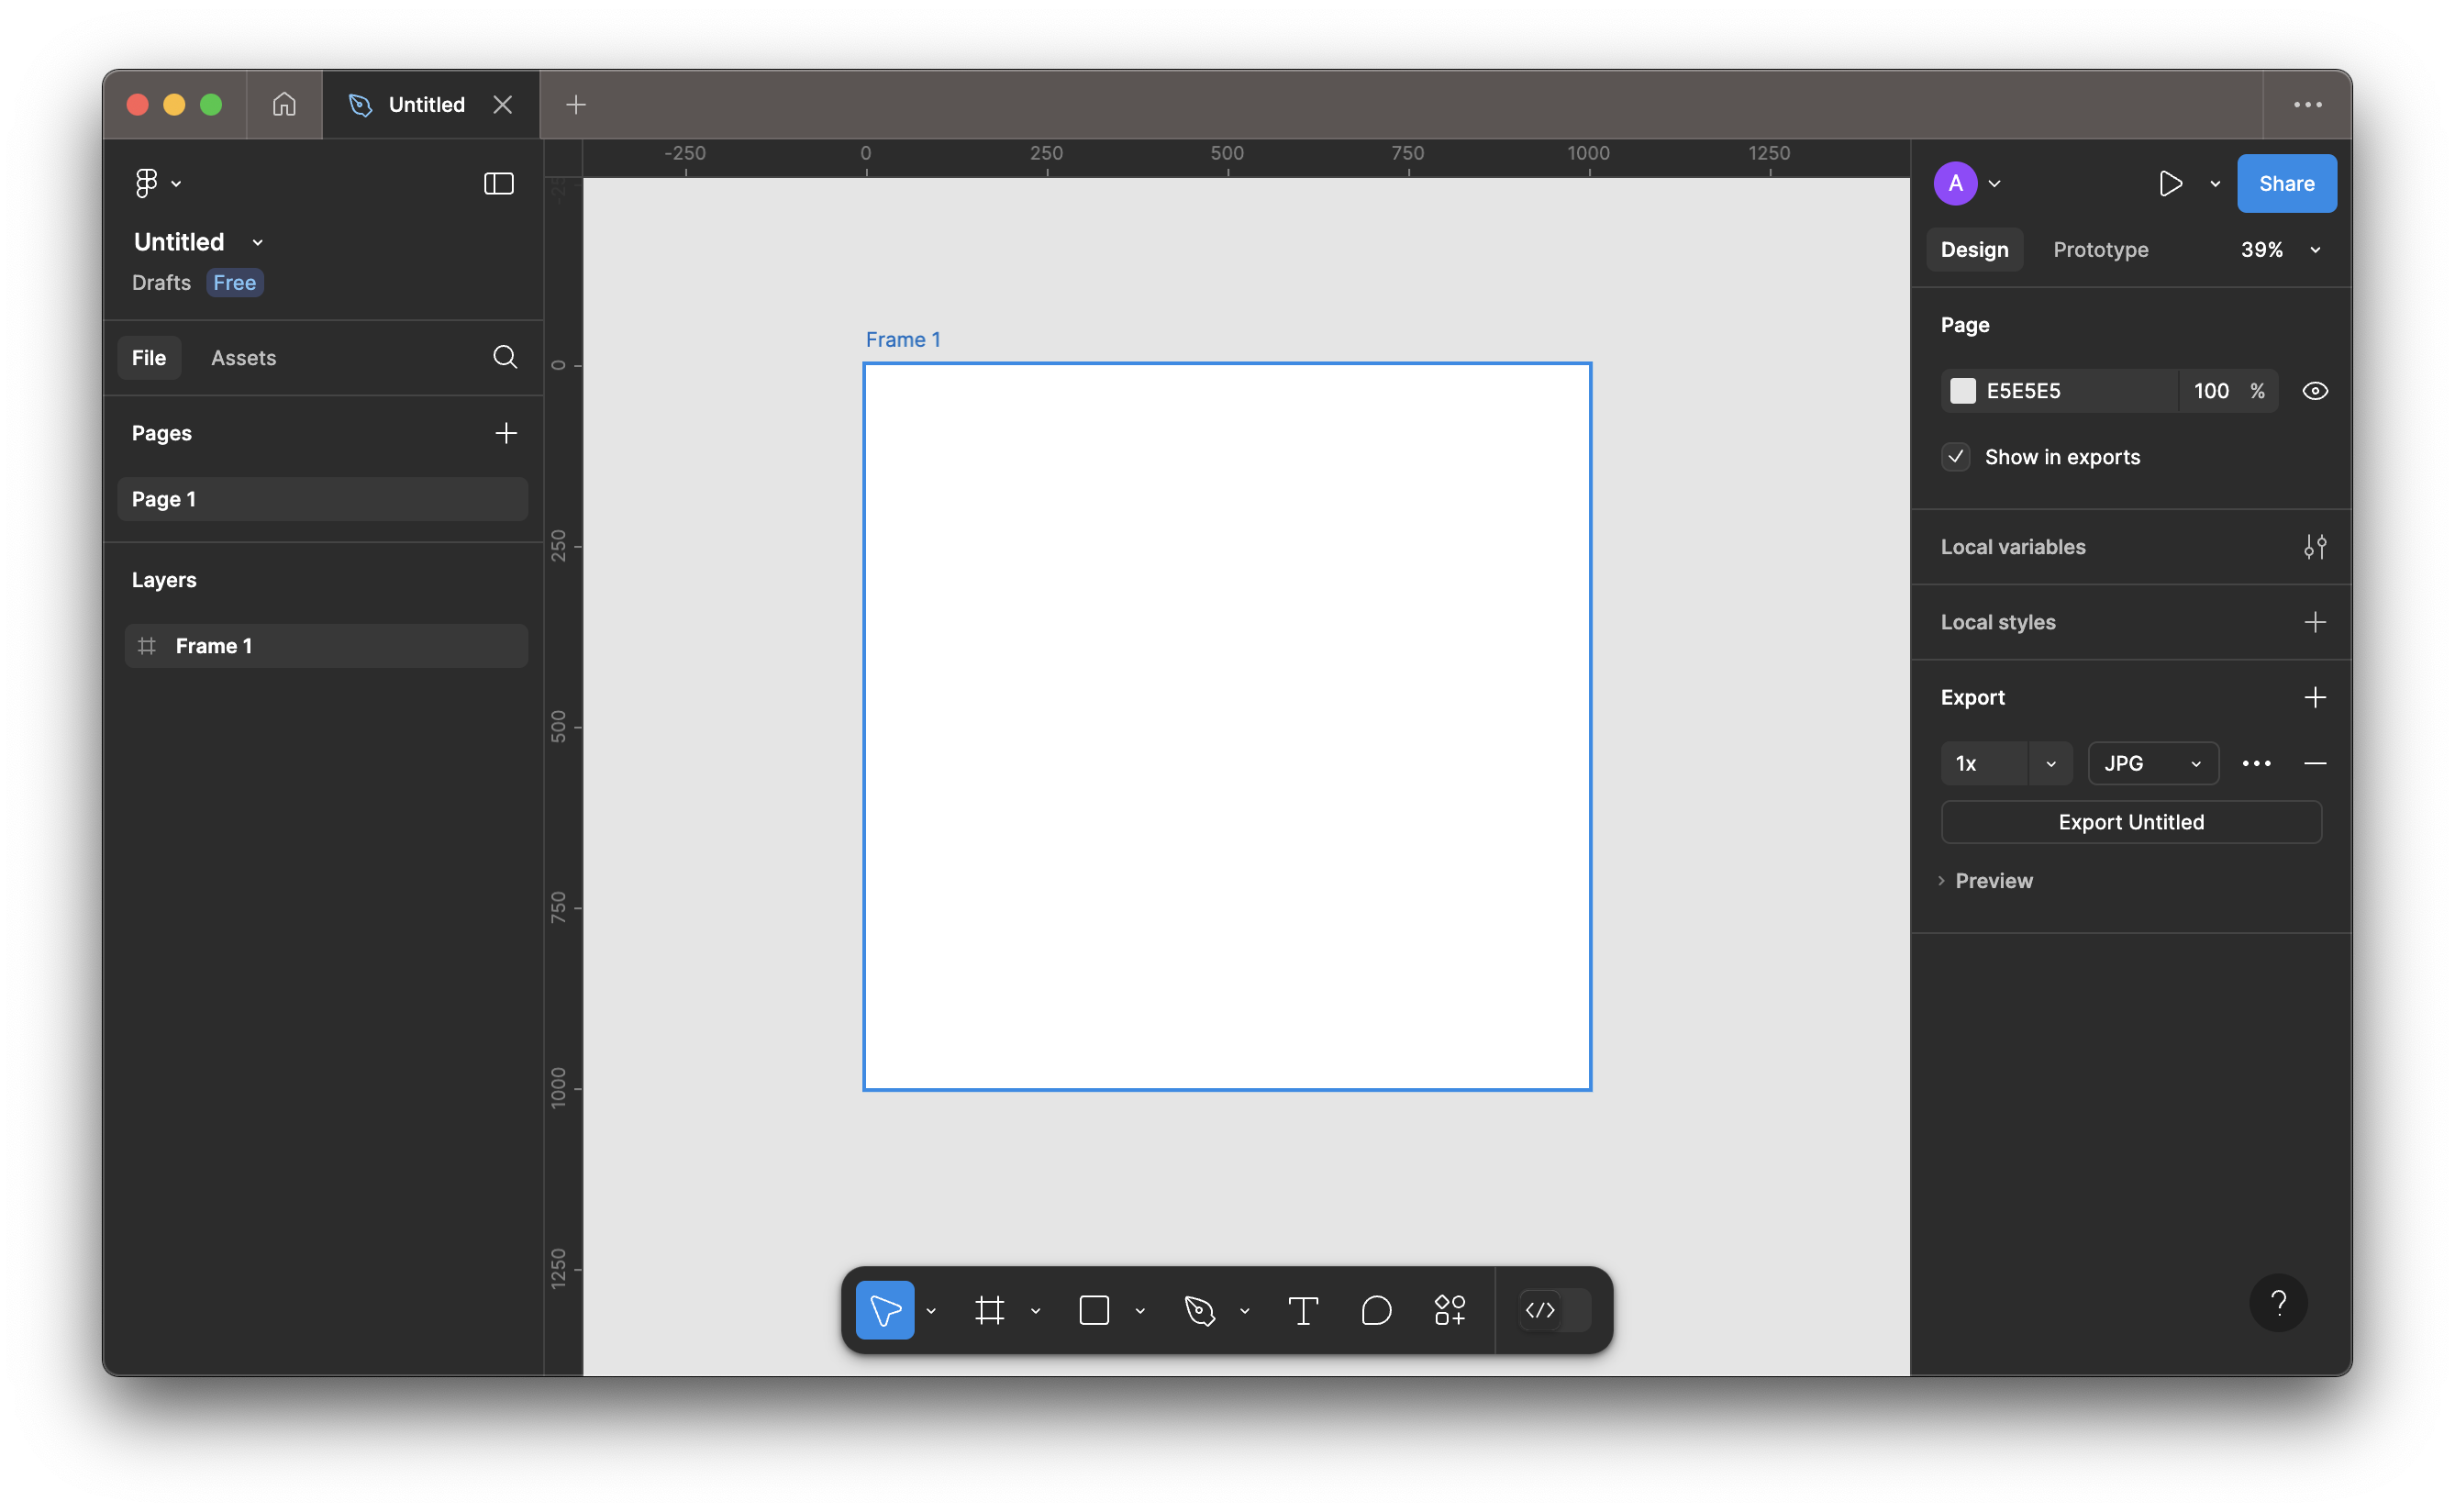 Untitled
A
Share
Untitled
Drafts Free
Design Prototype 39%
File Assets
Pages
Page 1
Layers
Frame 1
-250 0 250 500 750 1000 1250
0
250
500
750
1000
1250
Frame 1
Page
E5E5E5 100 %
Show in exports
Local variables
Local styles
Export
1x JPG
Export Untitled
Preview
T
</>
?